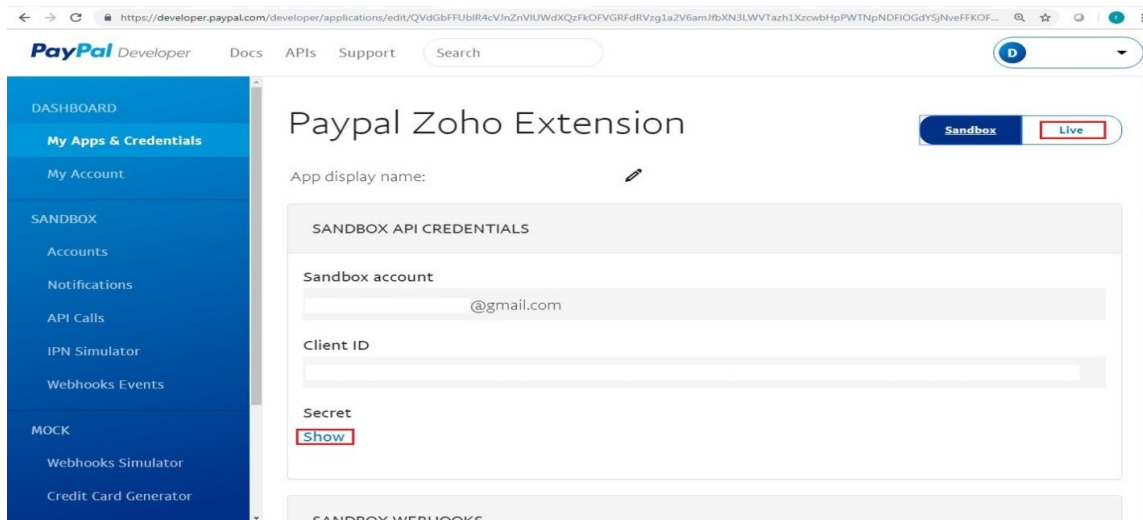 https://developer.paypal.com/developer/applications/edit/
PayPal Developer Docs APIs Support Search D
DASHBOARD
My Apps & Credentials
My Account
SANDBOX
Accounts
Notifications
API Calls
IPN Simulator
Webhooks Events
MOCK
Webhooks Simulator
Credit Card Generator
Paypal Zoho Extension
Sandbox Live
App display name:
SANDBOX API CREDENTIALS
Sandbox account
@gmail.com
Client ID
Secret
Show
SANDBOX WEBHOOKS